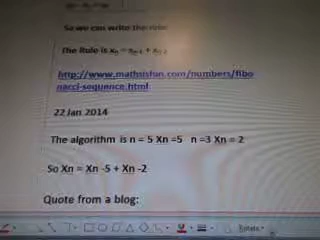 So we can write the rule:
The Rule is xn = xn-1 + xn-2
http://www.mathsisfun.com/numbers/fibo
nacci-sequence.html
22 Jan 2014
The algorithm is n = 5 Xn =5 n =3 Xn = 2
So Xn = Xn -5 + Xn -2
Quote from a blog:
Rotate